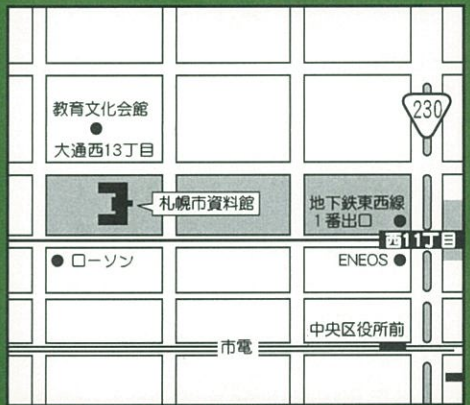 230
教育文化会館
大通西13丁目
札幌市資料館
地下鉄東西線
1番出口
西11丁目
ローソン
ENEOS
中央区役所前
市電